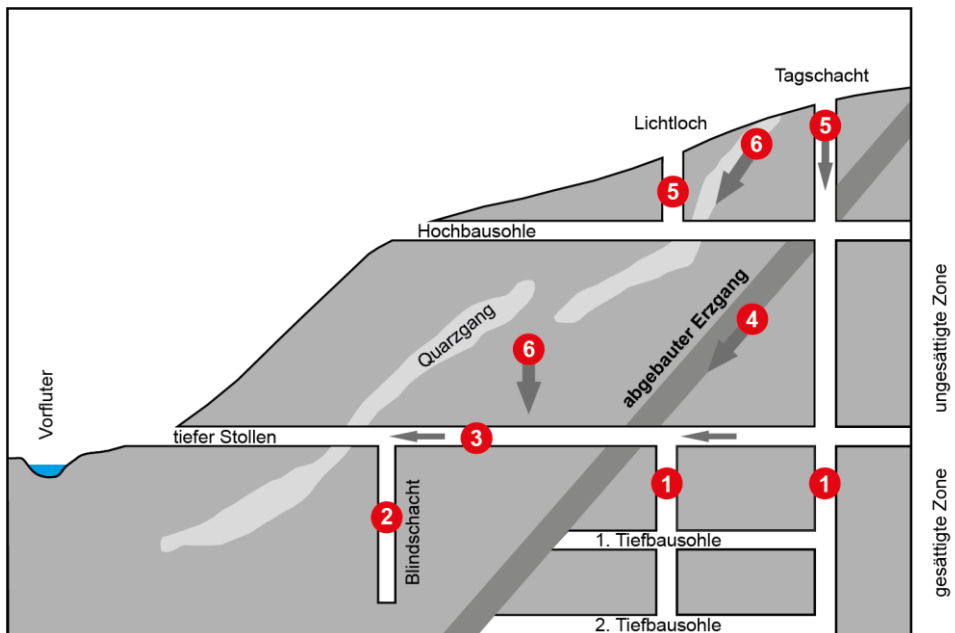 Tagschacht
Lichtloch
5
6
5
Hochbausohle
ungesättigte Zone
abgebauter Erzgang
4
Quarzgang
6
Vorfluter
tiefer Stollen
3
1
1
2
Blindschacht
gesättigte Zone
1. Tiefbausohle
2. Tiefbausohle